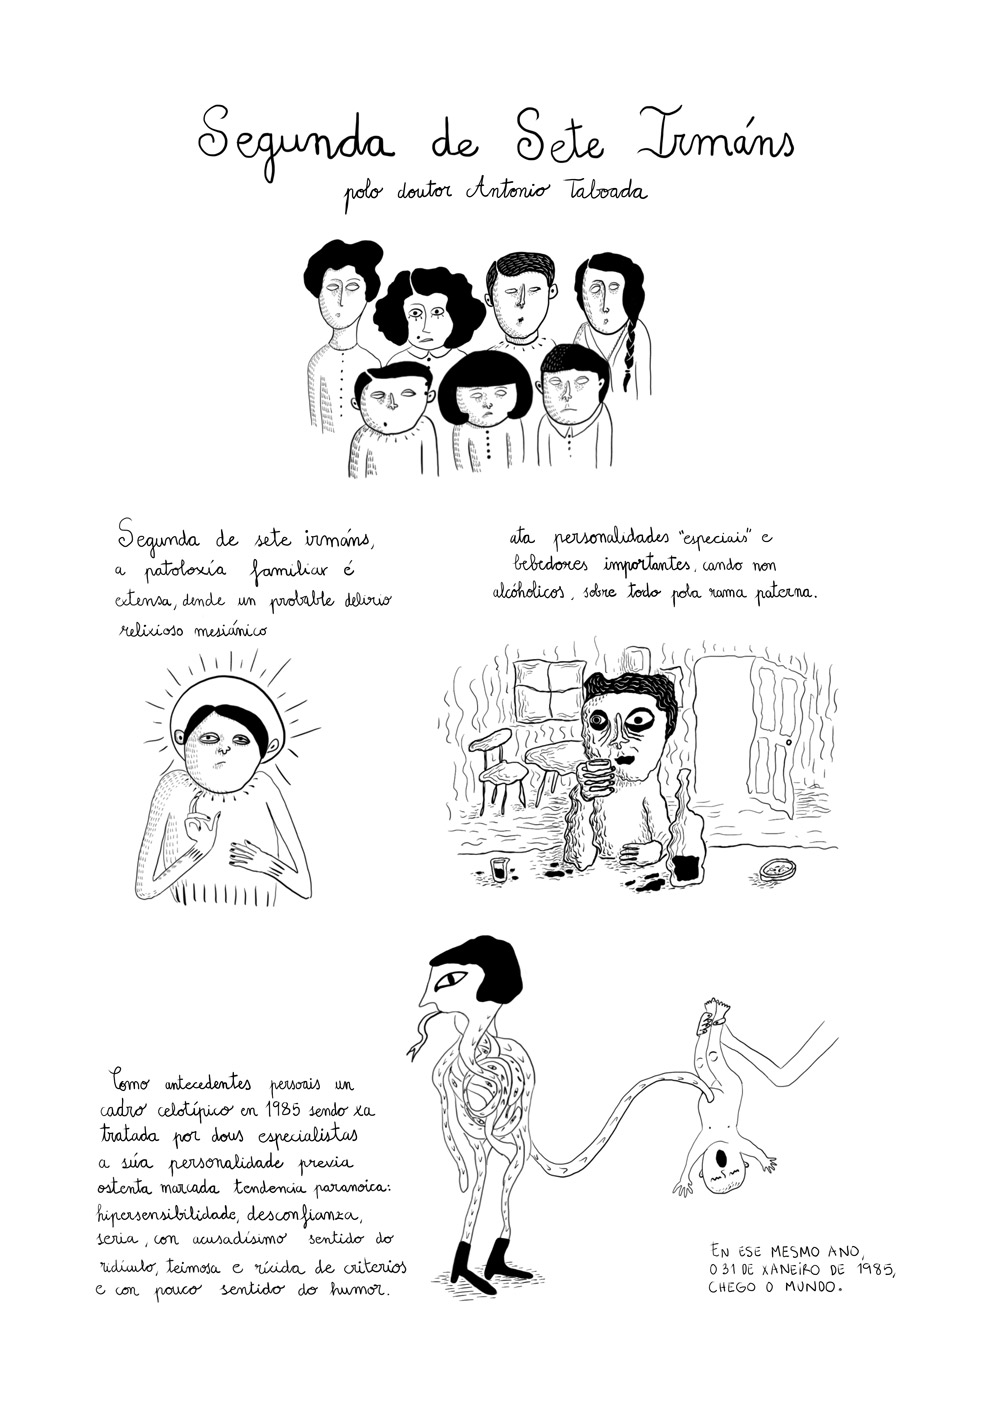 Segunda de Sete Irmáns
polo doutor Antonio Taboada
Segunda de sete irmáns,
a patoloxía familiar é
extensa, dende un probable delirio
relixioso mesiánico
ata personalidades "especiais" e
bebedores importantes, cando non
alcóholicos, sobre todo pola rama paterna.
Como antecedentes persoais un
cadro celotípico en 1985 sendo xa
tratada por dous especialistas
a súa personalidade previa
ostenta marcada tendencia paranoica:
hipersensibilidade, desconfianza,
seria, con acusadísimo sentido do
ridículo, teimosa e ríxida de criterios
e con pouco sentido do humor.
EN ESE MESMO ANO,
O 31 DE XANEIRO DE 1985,
CHEGO O MUNDO.